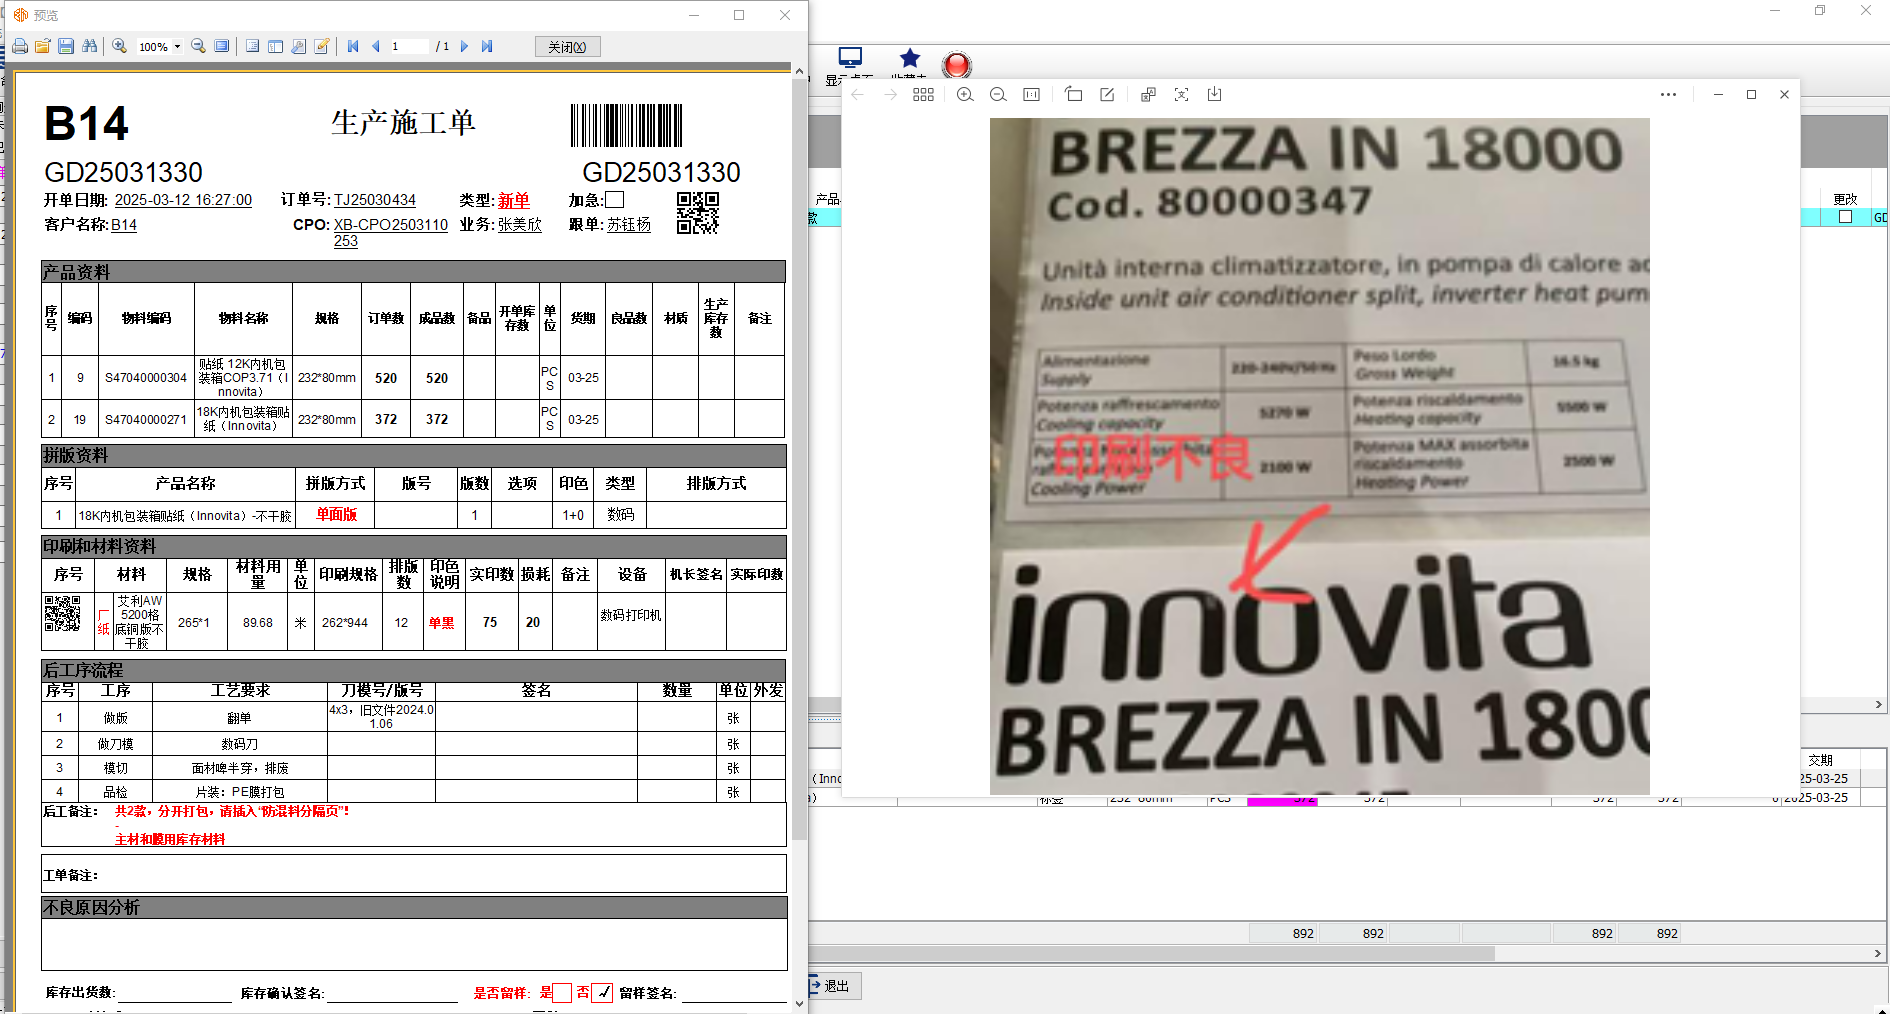 预览
100%
1
/ 1
关闭(X)
B14
生产施工单
GD25031330
GD25031330
开单日期: 2025-03-12 16:27:00
订单号: TJ25030434
类型: 新单
加急:
客户名称: B14
CPO: XB-CPO2503110
253
业务: 张美欣
跟单: 苏钰杨
产品资料
序号 编码 物料编码 物料名称 规格 订单数 成品数 备品 开单库存数 单位 货期 良品数 材质 生产库存数 备注
1 9 S47040000304 贴纸 12K内机包装箱COP3.71（Innovita） 232*80mm 520 520 PCS 03-25
2 19 S47040000271 18K内机包装箱贴纸（Innovita） 232*80mm 372 372 PCS 03-25
拼版资料
序号 产品名称 拼版方式 版号 版数 选项 印色 类型 排版方式
1 18K内机包装箱贴纸（Innovita）-不干胶 单面版 1 1+0 数码
印刷和材料资料
序号 材料 规格 材料用量 单位 印刷规格 排版数 印色说明 实印数 损耗 备注 设备 机长签名 实际印数
厂纸 艾利AW5200格底铜版不干胶 265*1 89.68 米 262*944 12 单黑 75 20 数码打印机
后工序流程
序号 工序 工艺要求 刀模号/版号 签名 数量 单位 外发
1 做版 翻单 4x3，旧文件2024.01.06 张
2 做刀模 数码刀 张
3 模切 面材啤半穿，排废 张
4 品检 片装：PE膜打包 张
后工备注： 共2款，分开打包，请插入“防混料分隔页”！
-
主材和膜用库存材料
工单备注：
不良原因分析
库存出货数:
库存确认签名:
是否留样: 是 否 ✓
留样签名:
BREZZA IN 18000
Cod. 80000347
Unità interna climatizzatore, in pompa di calore ad
Inside unit air conditioner split, inverter heat pum
Alimentazione
Supply
220-240V/50 Hz
Peso Lordo
Gross Weight
16.5 kg
Potenza raffrescamento
Cooling capacity
5270 W
Potenza riscaldamento
Heating capacity
5500 W
Cooling Power
2100 W
Potenza MAX assorbita
riscaldamento
Heating Power
2500 W
印刷不良
innovita
BREZZA IN 1800
产品
款
更改
GD
交期
25-03-25
（Inno
标签 232*80mm PCS 372 372 372 372 0 2025-03-25
892 892 892 892
退出